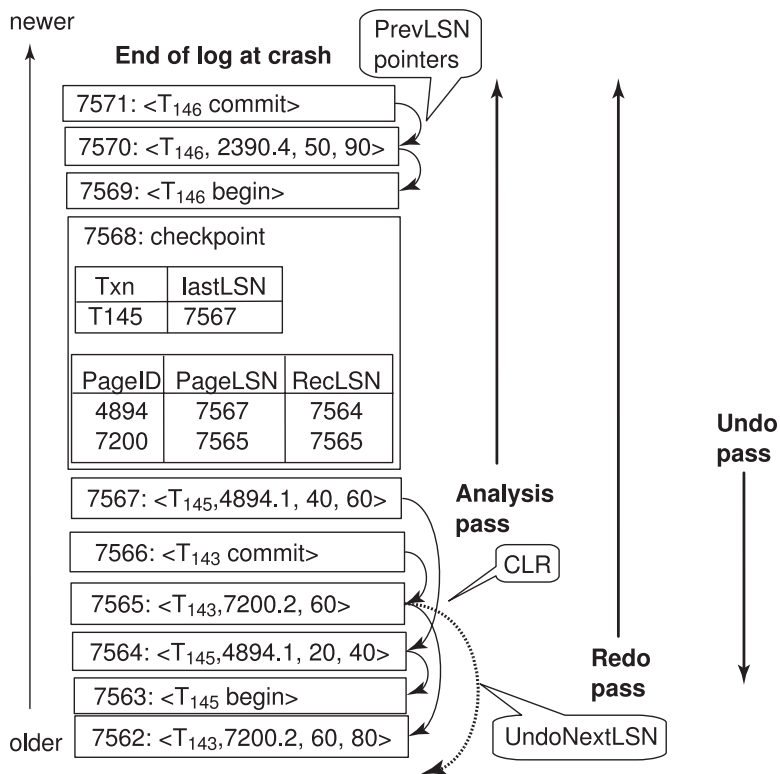 newer
End of log at crash
PrevLSN
pointers
7571: <T₁₄₆ commit>
7570: <T₁₄₆, 2390.4, 50, 90>
7569: <T₁₄₆ begin>
7568: checkpoint
Txn lastLSN
T145 7567
PageID PageLSN RecLSN
4894 7567 7564
7200 7565 7565
7567: <T₁₄₅,4894.1, 40, 60>
7566: <T₁₄₃ commit>
7565: <T₁₄₃,7200.2, 60>
7564: <T₁₄₅,4894.1, 20, 40>
7563: <T₁₄₅ begin>
7562: <T₁₄₃,7200.2, 60, 80>
older
Analysis
pass
CLR
Redo
pass
UndoNextLSN
Undo
pass